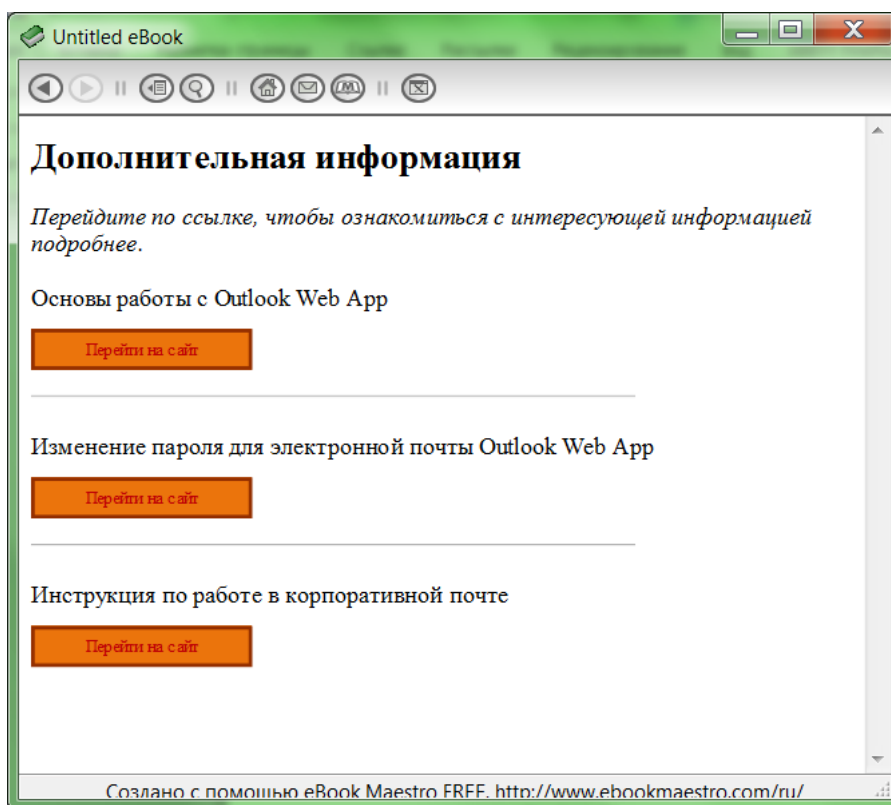 Untitled eBook
Дополнительная информация
Перейдите по ссылке, чтобы ознакомиться с интересующей информацией
подробнее.
Основы работы с Outlook Web App
Перейти на сайт
Изменение пароля для электронной почты Outlook Web App
Перейти на сайт
Инструкция по работе в корпоративной почте
Перейти на сайт
Создано с помощью eBook Maestro FREE. http://www.ebookmaestro.com/ru/